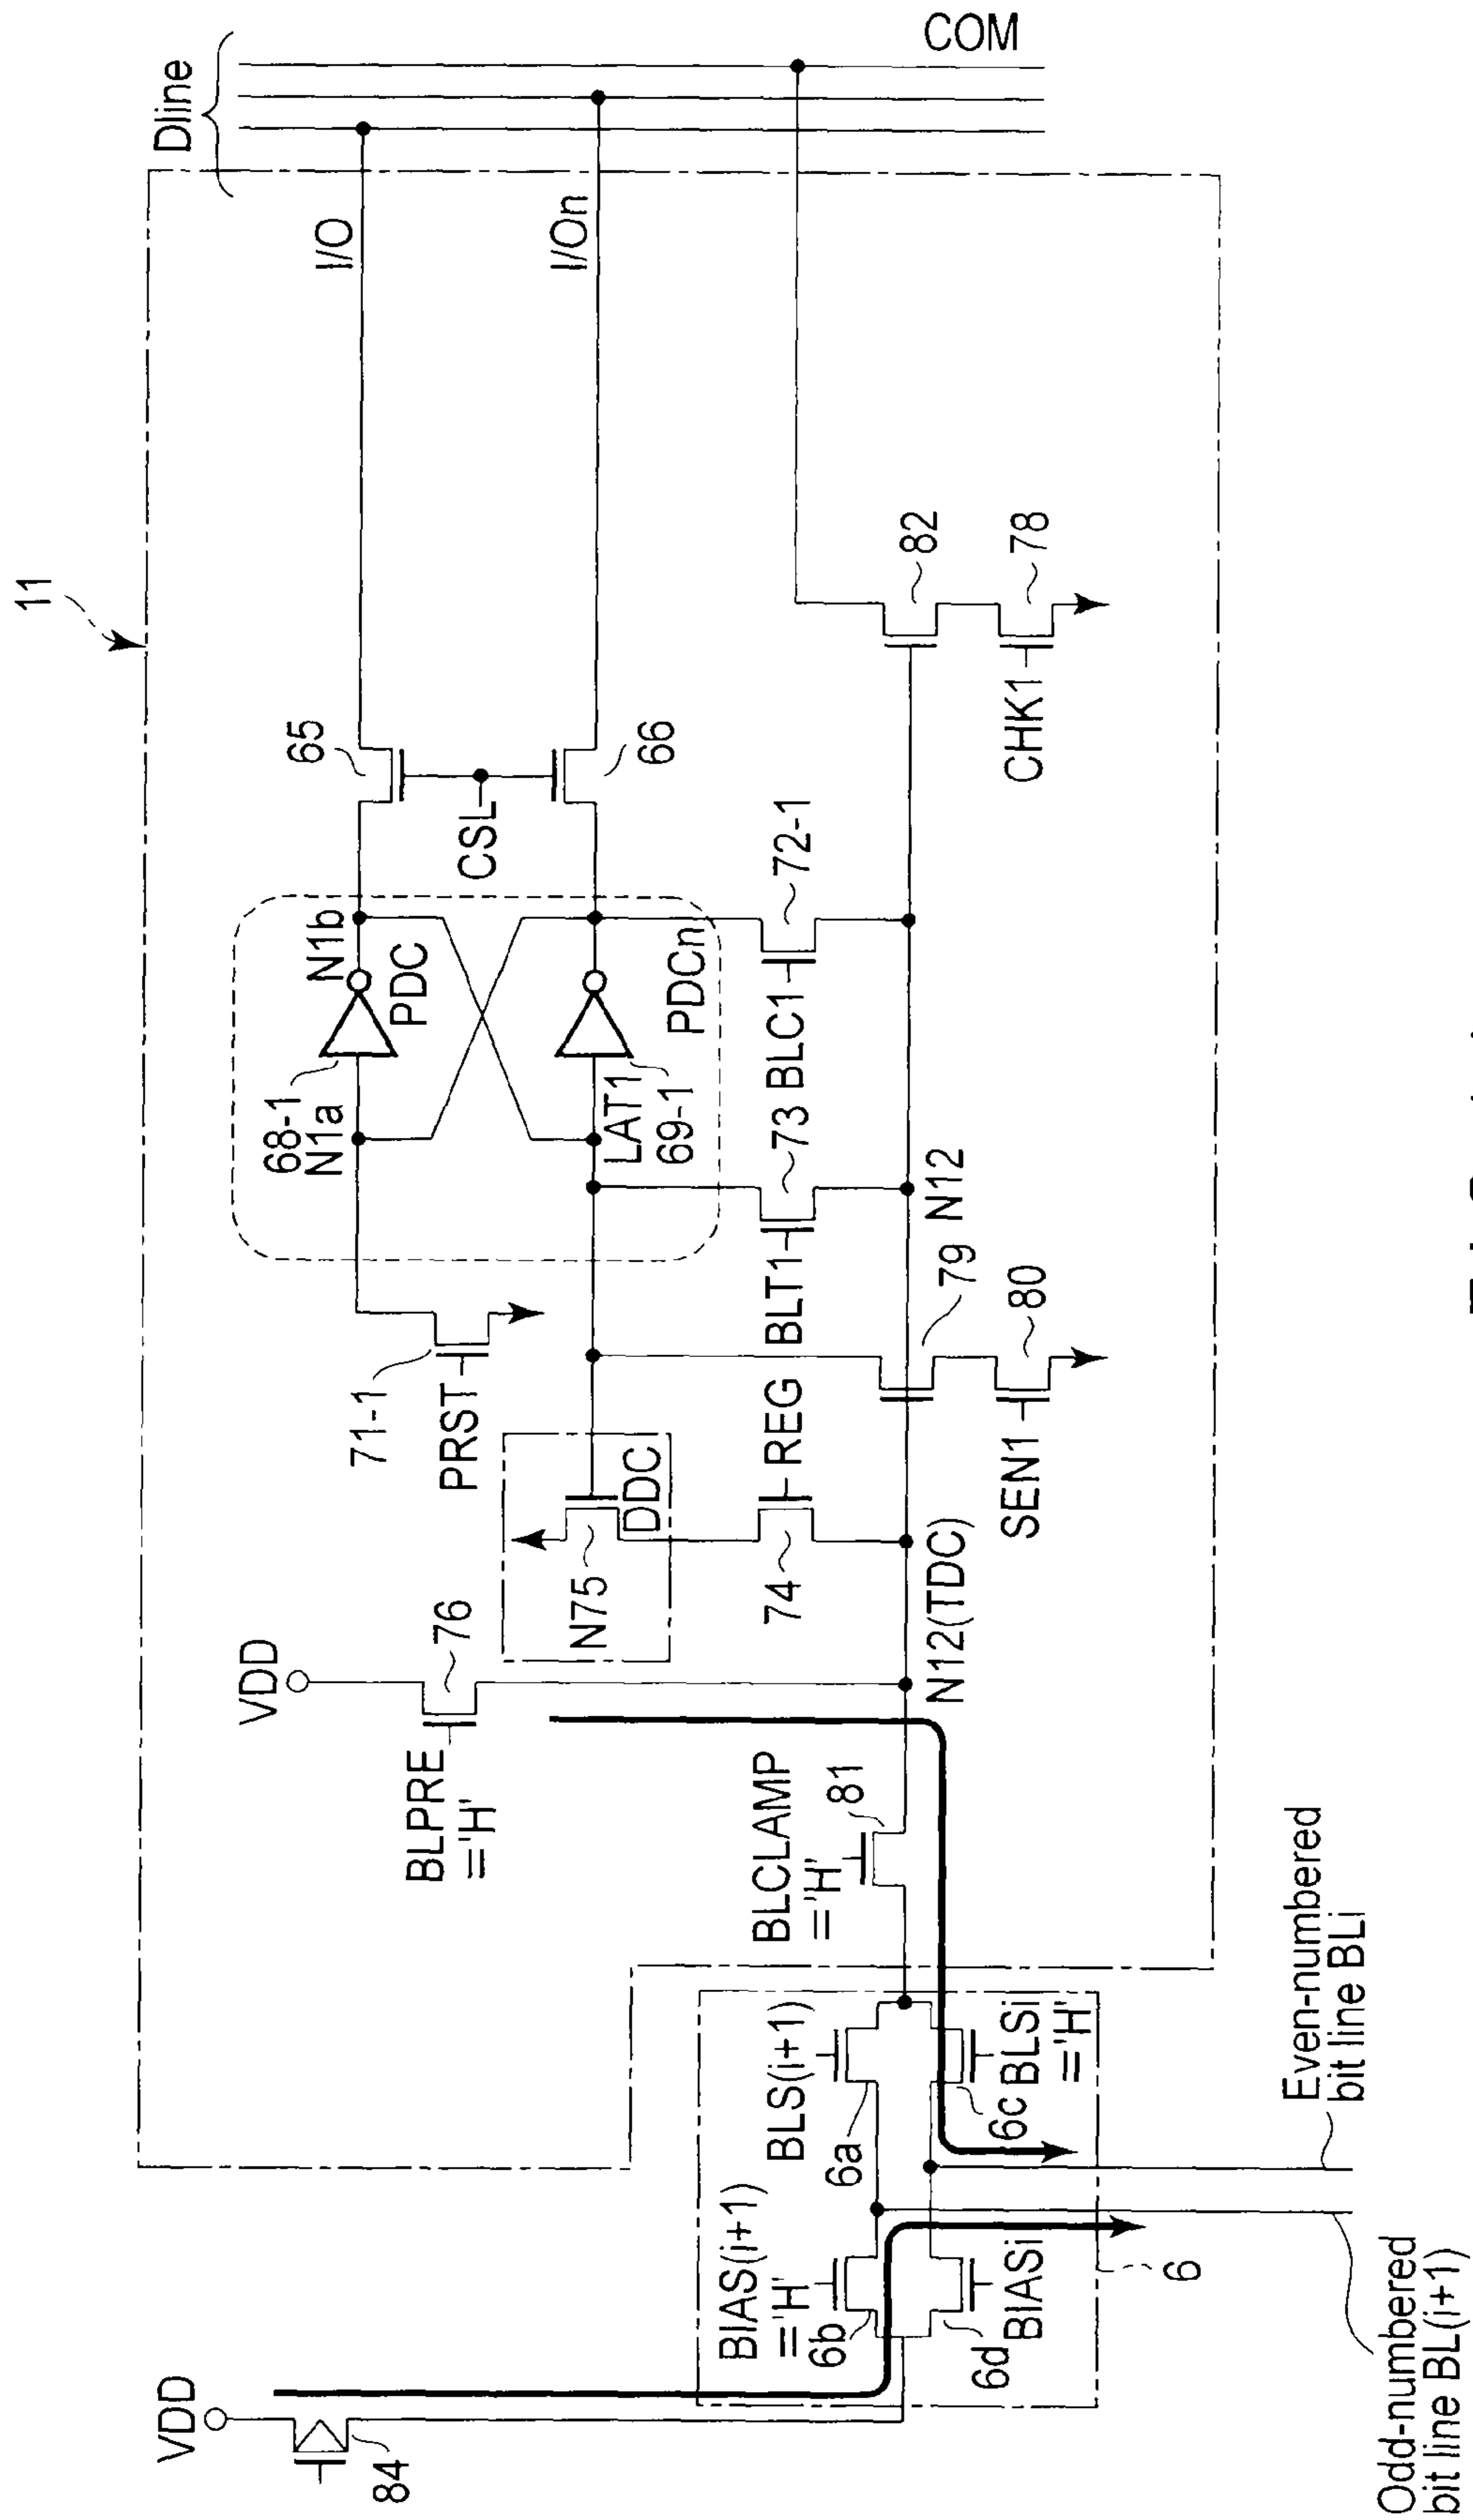 11
Dline
COM
I/O
I/On
65
66
CSL
82
78
CHK1
68-1
N1a
N1b
PDC
LAT1
69-1
PDCn
72-1
BLC1
73
BLT1
N12
79
80
SEN1
71-1
PRST
DDC
N75
REG
74
N12(TDC)
VDD
76
BLPRE
='H'
BLCLAMP
='H'
81
BLS(i+1)
6a
6c
BLSi
='H'
BIAS(i+1)
='H'
6b
6d
BIASi
6
VDD
84
Even-numbered
bit line BLi
Odd-numbered
bit line BL(i+1)